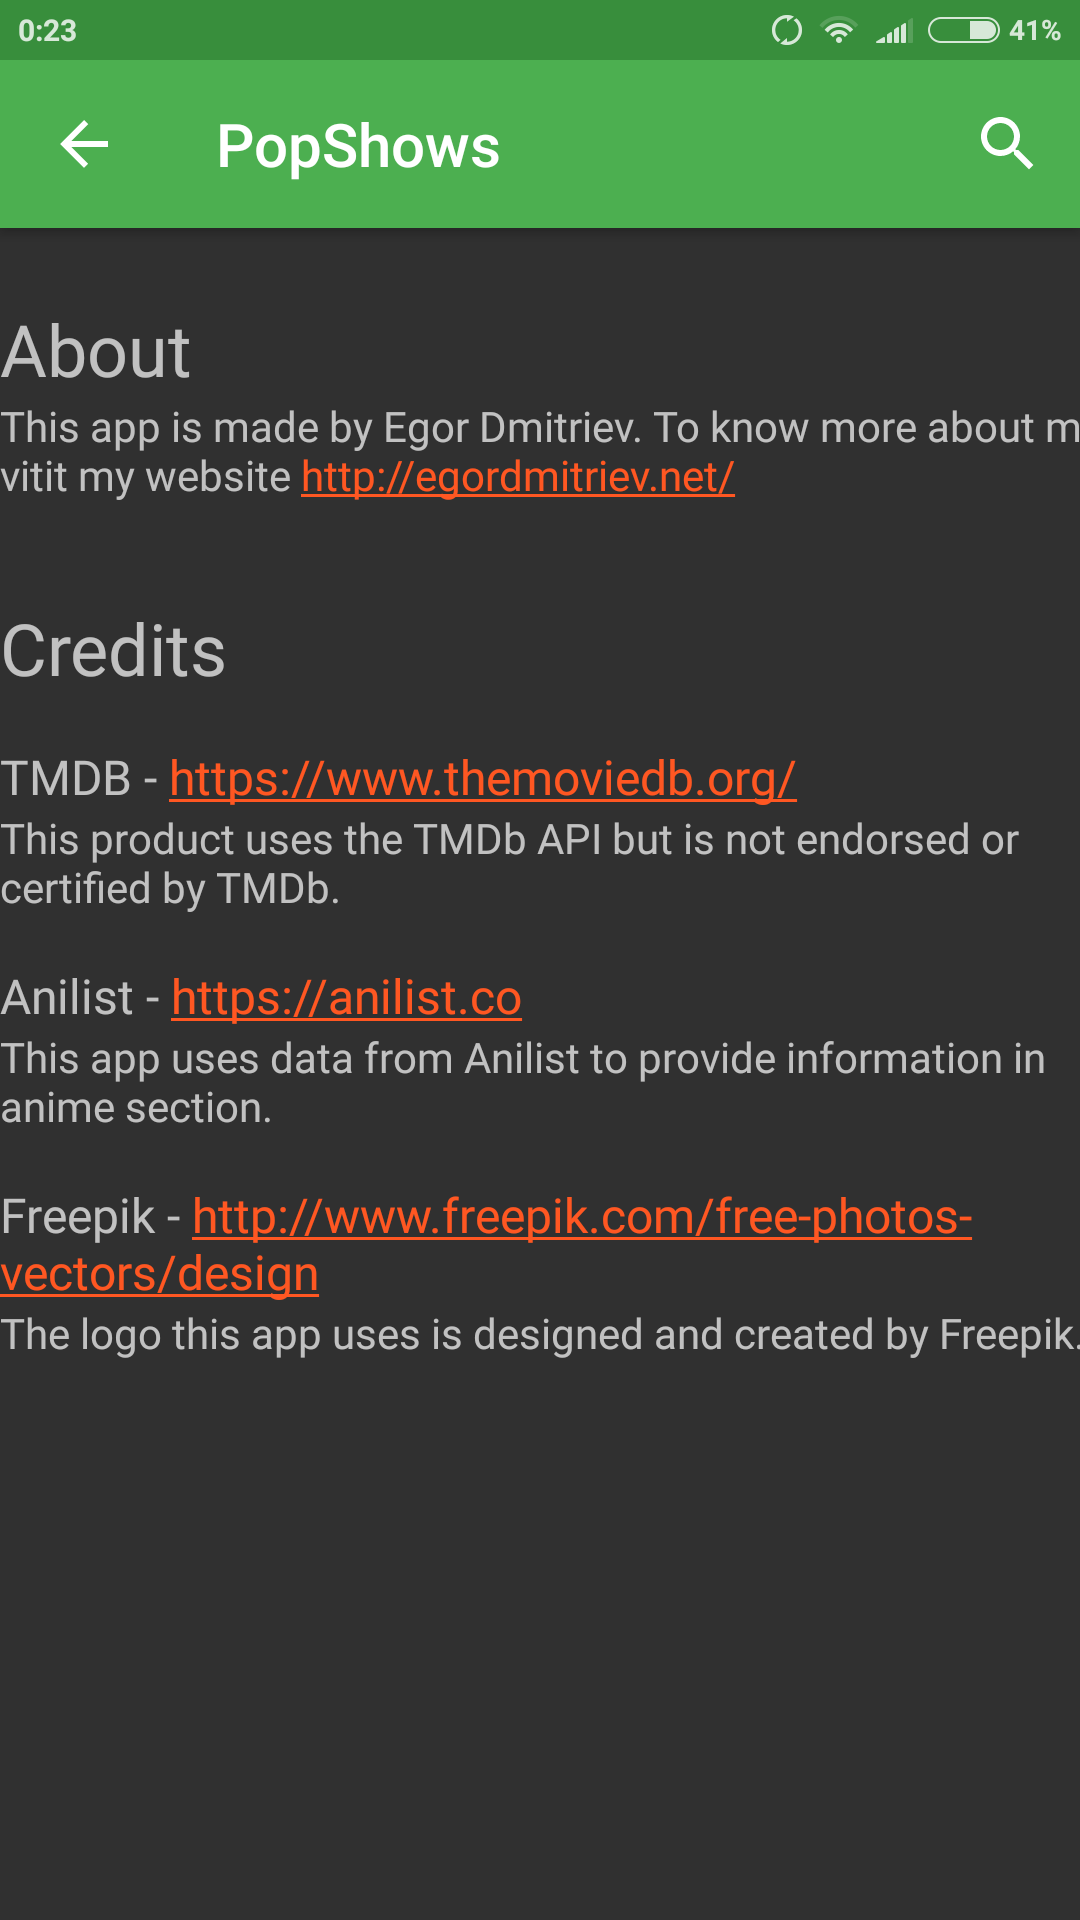 0:23
41%
PopShows
About
This app is made by Egor Dmitriev. To know more about m
vitit my website http://egordmitriev.net/
Credits
TMDB - https://www.themoviedb.org/
This product uses the TMDb API but is not endorsed or
certified by TMDb.
Anilist - https://anilist.co
This app uses data from Anilist to provide information in
anime section.
Freepik - http://www.freepik.com/free-photos-
vectors/design
The logo this app uses is designed and created by Freepik.